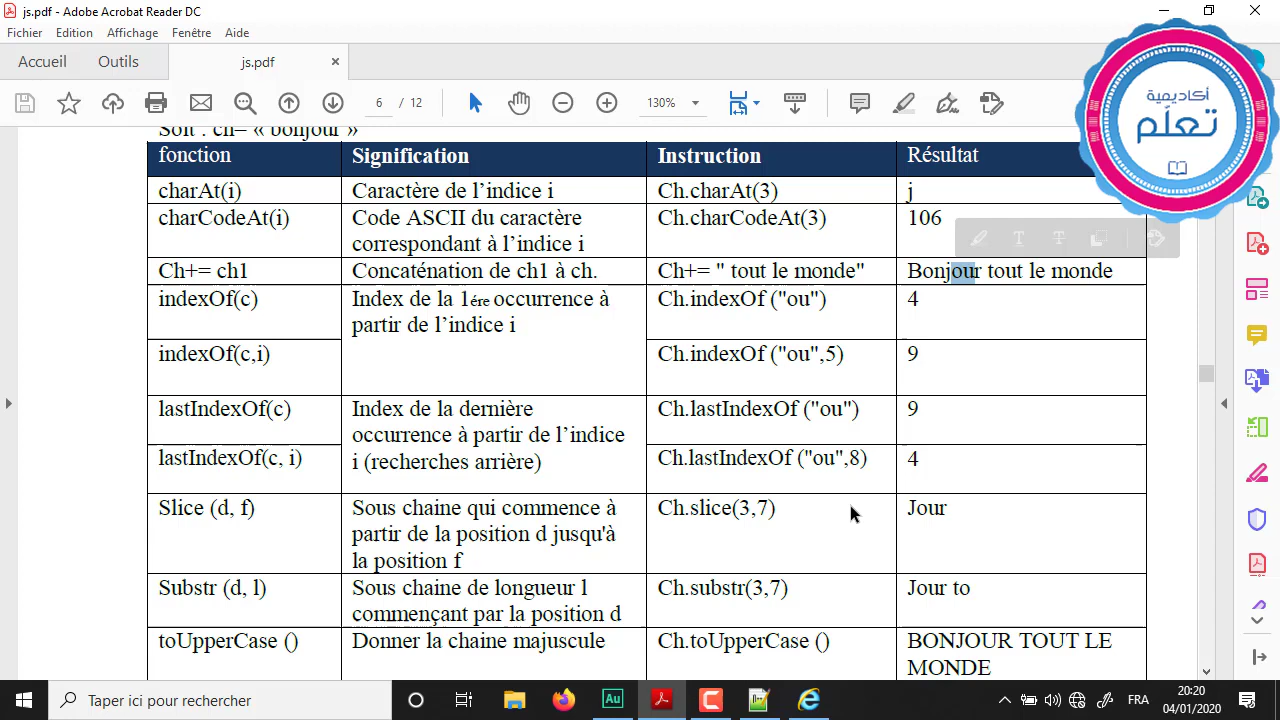 js.pdf - Adobe Acrobat Reader DC
Fichier Edition Affichage Fenêtre Aide
Accueil Outils js.pdf ×
6 / 12 130%
Soit : ch= « bonjour »
fonction Signification Instruction Résultat
charAt(i) Caractère de l’indice i Ch.charAt(3) j
charCodeAt(i) Code ASCII du caractère Ch.charCodeAt(3) 106
correspondant à l’indice i
Ch+= ch1 Concaténation de ch1 à ch. Ch+= " tout le monde" Bonjour tout le monde
indexOf(c) Index de la 1ére occurrence à Ch.indexOf ("ou") 4
partir de l’indice i
indexOf(c,i) Ch.indexOf ("ou",5) 9
lastIndexOf(c) Index de la dernière Ch.lastIndexOf ("ou") 9
occurrence à partir de l’indice
lastIndexOf(c, i) i (recherches arrière) Ch.lastIndexOf ("ou",8) 4
Slice (d, f) Sous chaine qui commence à Ch.slice(3,7) Jour
partir de la position d jusqu'à
la position f
Substr (d, l) Sous chaine de longueur l Ch.substr(3,7) Jour to
commençant par la position d
toUpperCase () Donner la chaine majuscule Ch.toUpperCase () BONJOUR TOUT LE
MONDE
أكاديمية
تعلّم
Taper ici pour rechercher
Au
FRA
20:20
04/01/2020